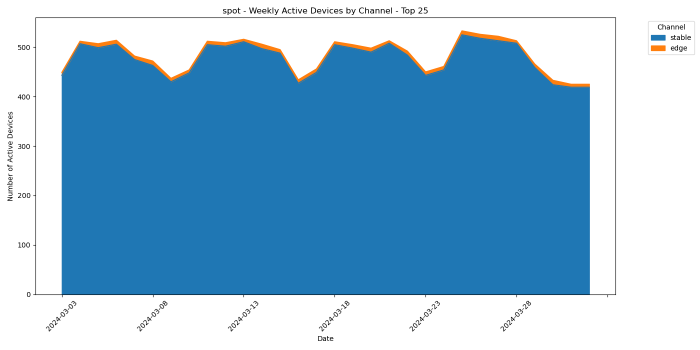 spot - Weekly Active Devices by Channel - Top 25
Channel
stable
edge
Number of Active Devices
500
400
300
200
100
0
2024-03-03
2024-03-08
2024-03-13
2024-03-18
2024-03-23
2024-03-28
Date